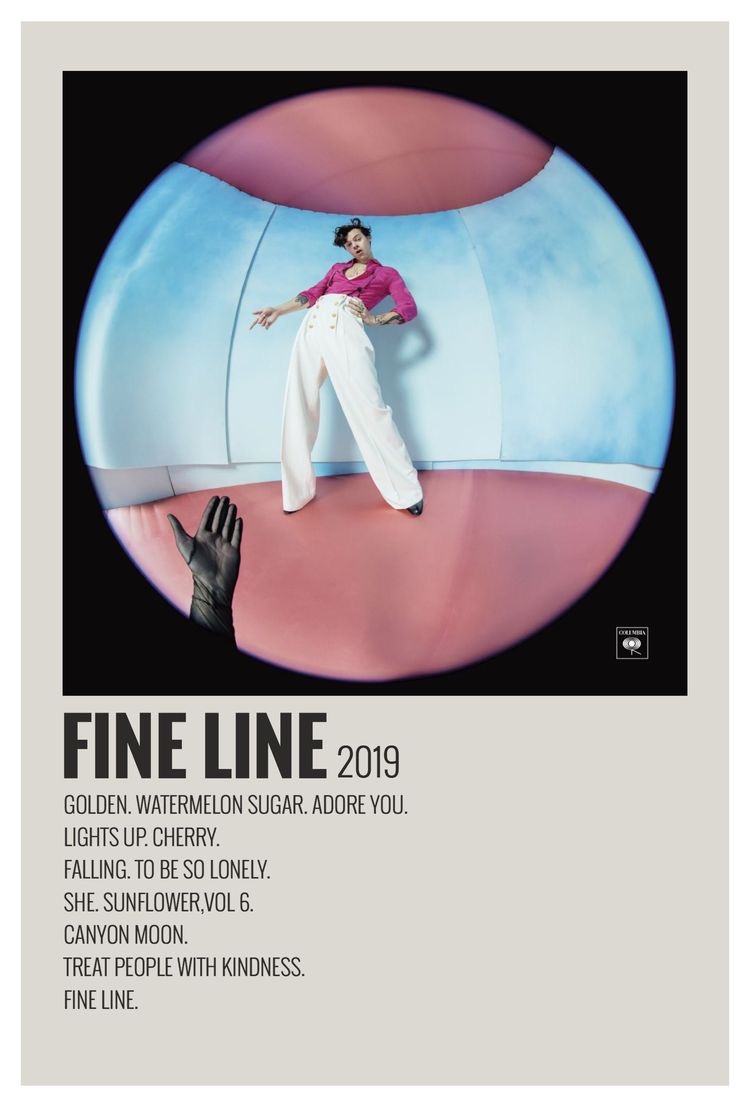 COLUMBIA
FINE LINE 2019
GOLDEN. WATERMELON SUGAR. ADORE YOU.
LIGHTS UP. CHERRY.
FALLING. TO BE SO LONELY.
SHE. SUNFLOWER,VOL 6.
CANYON MOON.
TREAT PEOPLE WITH KINDNESS.
FINE LINE.